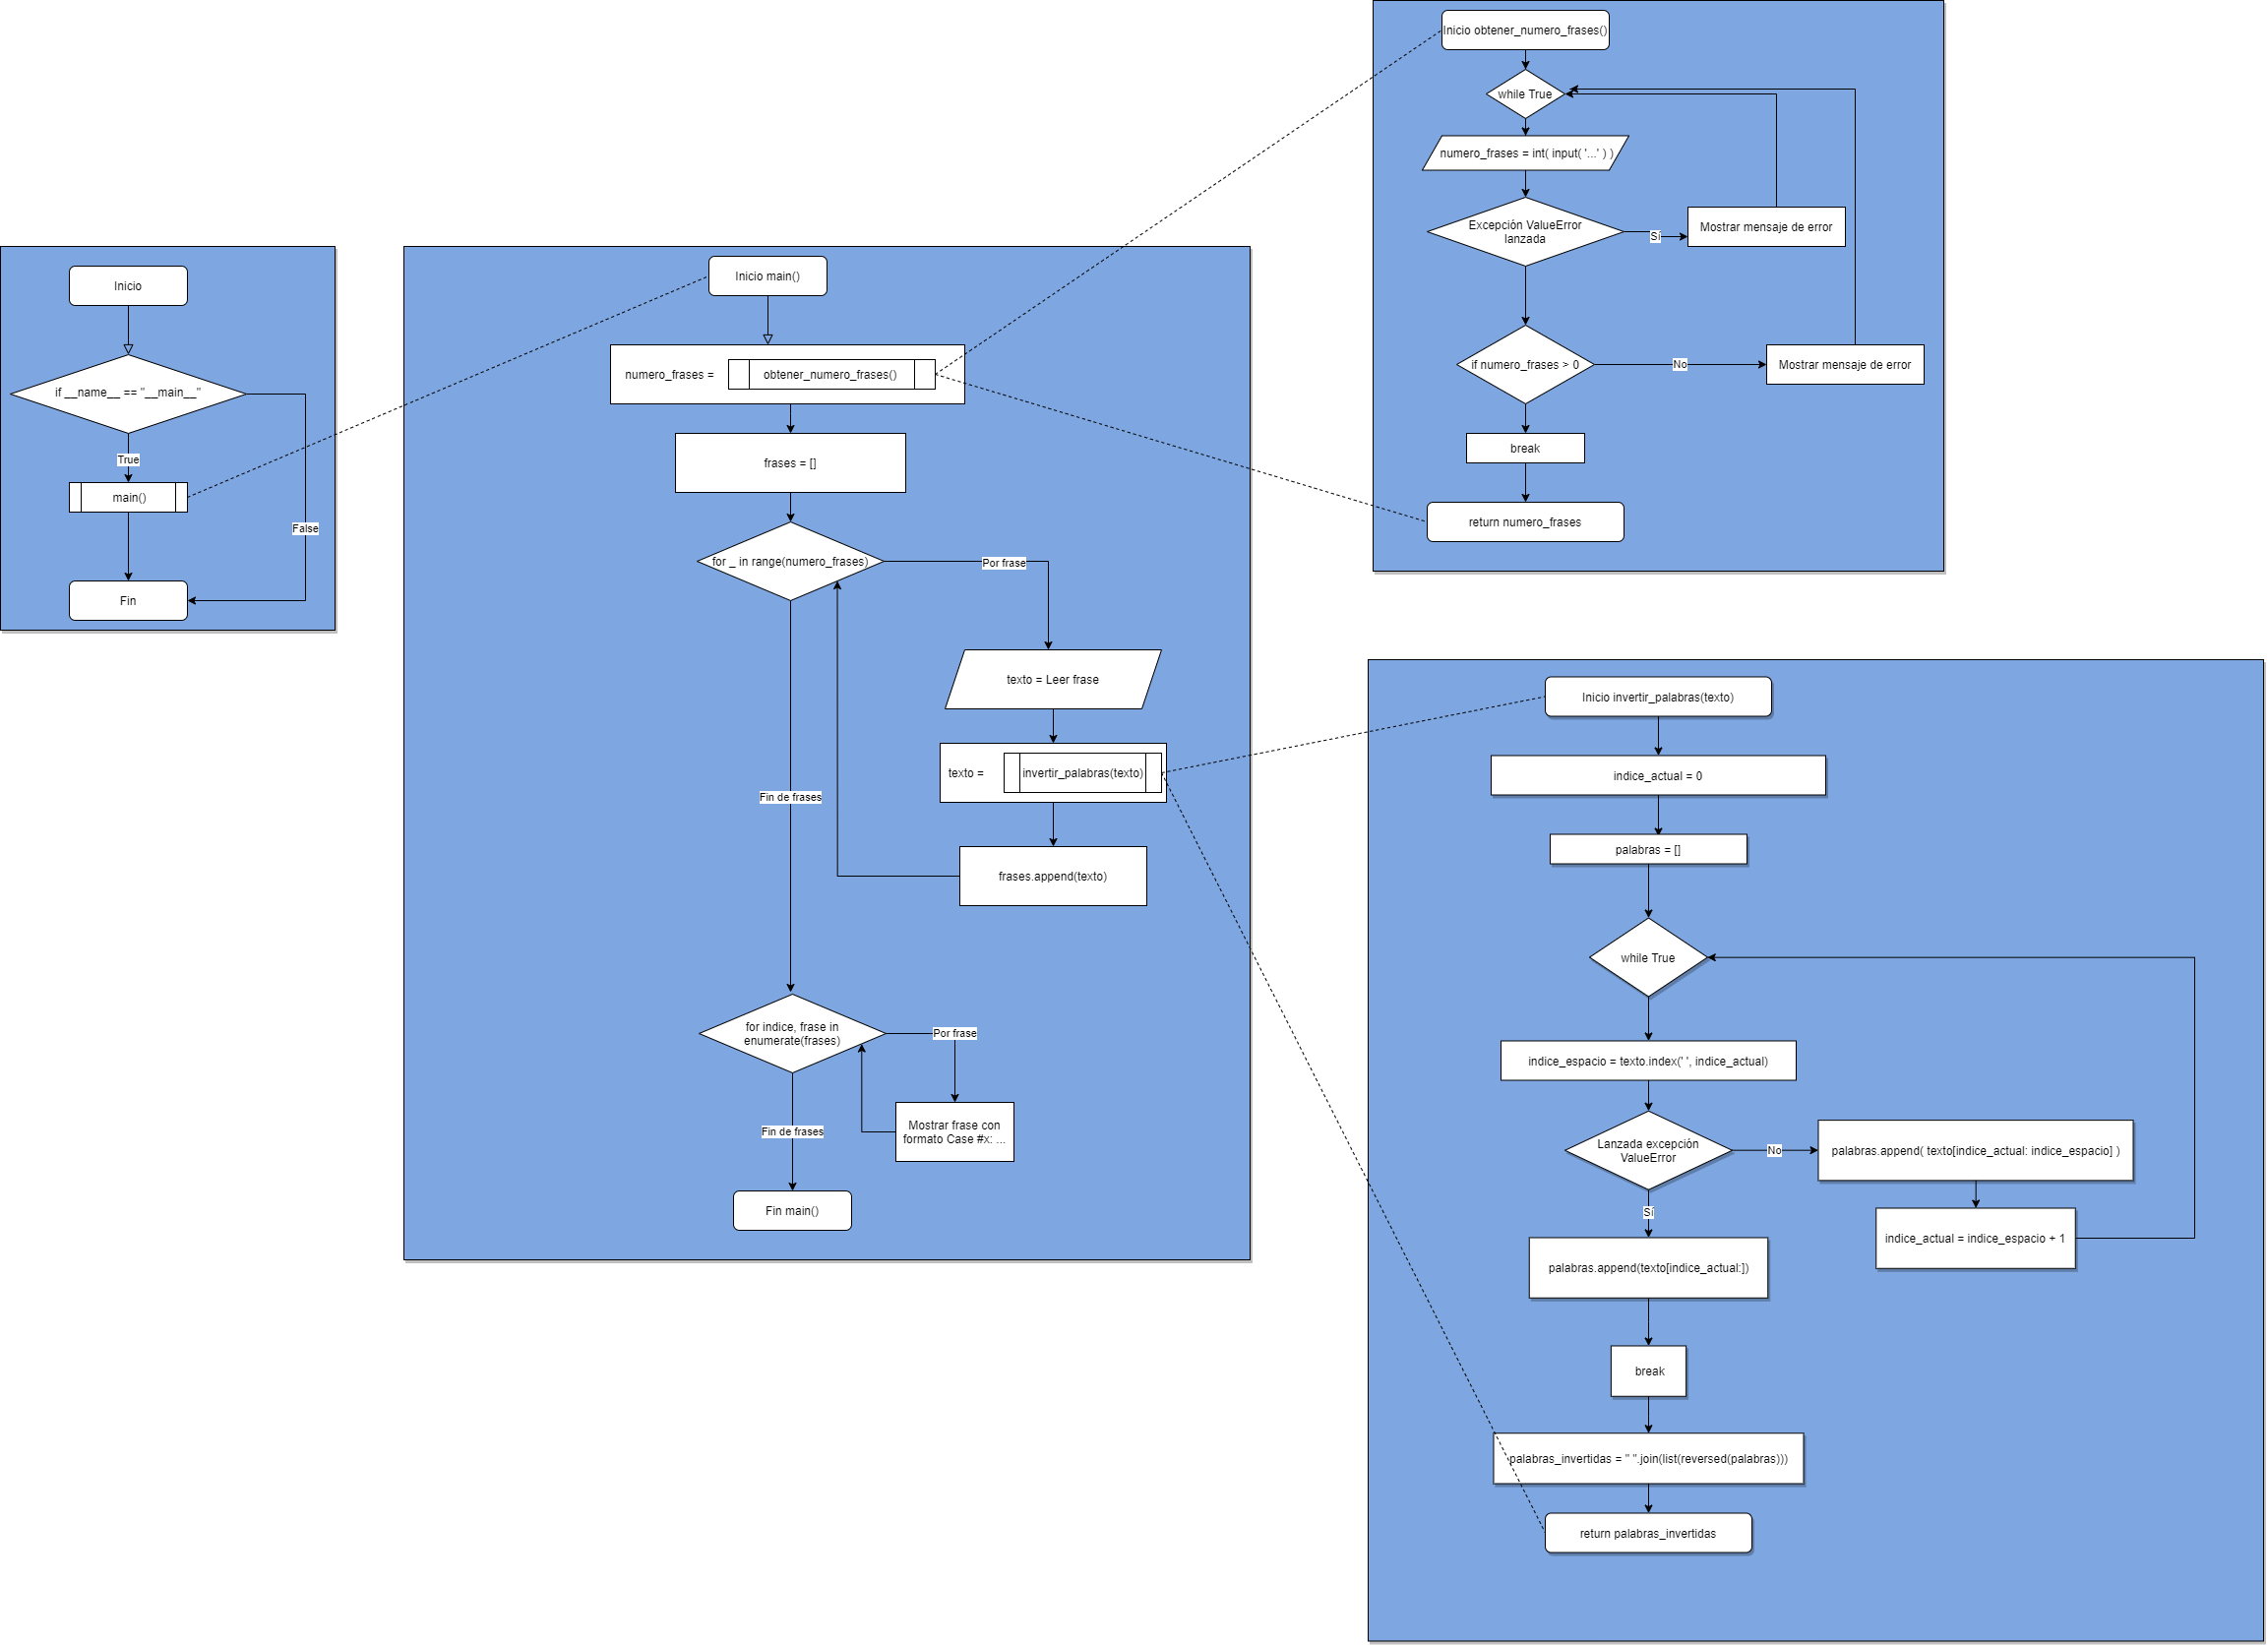 Inicio
if __name__ == "__main__"
True
main()
False
Fin
Inicio main()
numero_frases =
obtener_numero_frases()
frases = []
for _ in range(numero_frases)
Por frase
texto = Leer frase
texto =
invertir_palabras(texto)
frases.append(texto)
Fin de frases
for indice, frase in
enumerate(frases)
Por frase
Mostrar frase con
formato Case #x: ...
Fin de frases
Fin main()
Inicio obtener_numero_frases()
while True
numero_frases = int( input( '...' ) )
Excepción ValueError
lanzada
Sí
Mostrar mensaje de error
if numero_frases > 0
No
Mostrar mensaje de error
break
return numero_frases
Inicio invertir_palabras(texto)
indice_actual = 0
palabras = []
while True
indice_espacio = texto.index(' ', indice_actual)
Lanzada excepción
ValueError
No
palabras.append( texto[indice_actual: indice_espacio] )
indice_actual = indice_espacio + 1
Sí
palabras.append(texto[indice_actual:])
break
palabras_invertidas = " ".join(list(reversed(palabras)))
return palabras_invertidas